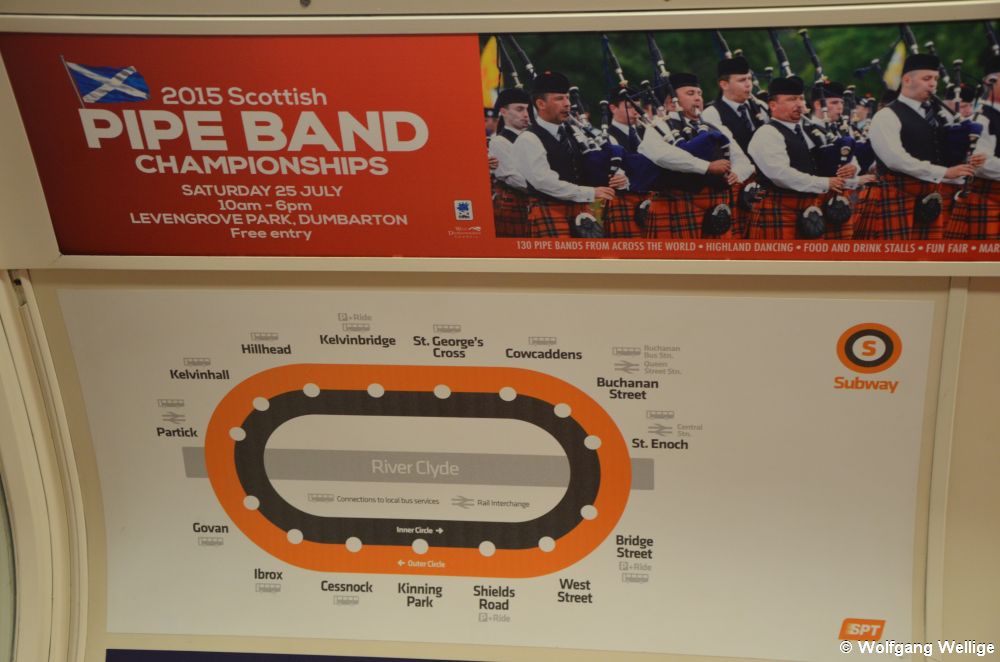 2015 Scottish
PIPE BAND
CHAMPIONSHIPS
SATURDAY 25 JULY
10am - 6pm
LEVENGROVE PARK, DUMBARTON
Free entry
130 PIPE BANDS FROM ACROSS THE WORLD • HIGHLAND DANCING • FOOD AND DRINK STALLS • FUN FAIR • MAR
S
Subway
P+Ride
Kelvinbridge
St. George's
Cross
Hillhead
Cowcaddens
Kelvinhall
Buchanan
Bus Stn.
Queen
Street Stn.
Buchanan
Street
Partick
Central
Stn.
St. Enoch
River Clyde
Connections to local bus services
Rail Interchange
Inner Circle →
← Outer Circle
Govan
Ibrox
Cessnock
Kinning
Park
Shields
Road
P+Ride
West
Street
Bridge
Street
P+Ride
SPT
© Wolfgang Wellige